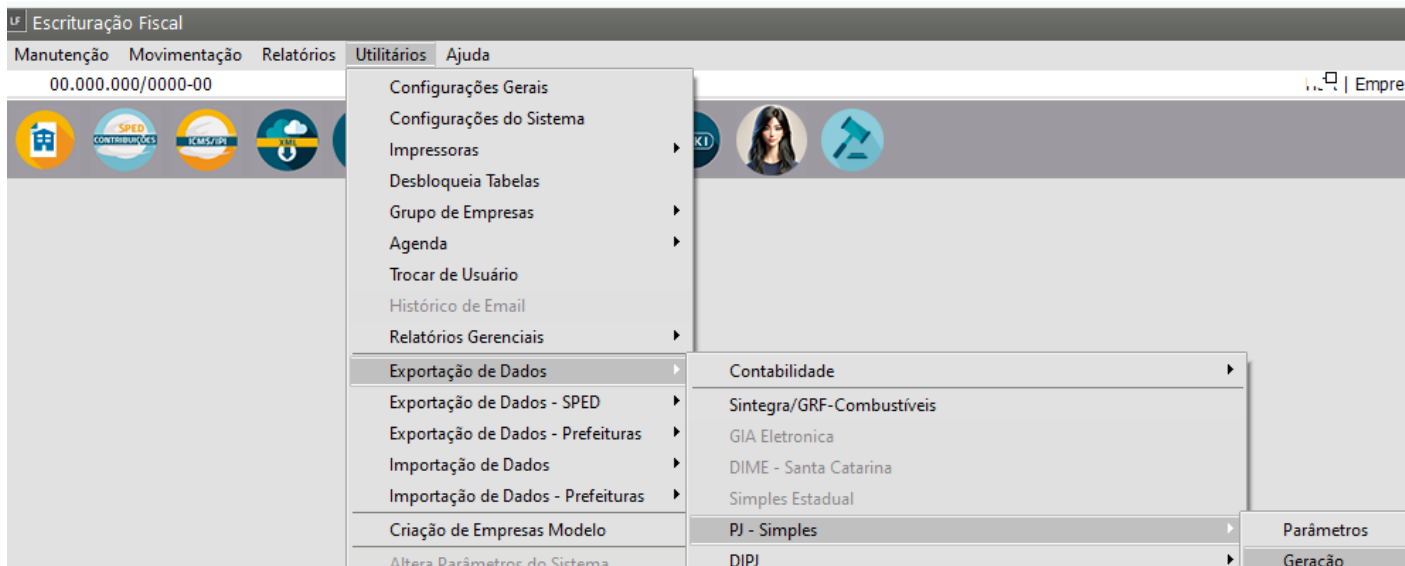 LF Escrituração Fiscal
Manutenção Movimentação Relatórios Utilitários Ajuda
00.000.000/0000-00 | Empre
SPED CONTRIBUIÇÕES ICMS/IPI XML KI
Configurações Gerais
Configurações do Sistema
Impressoras
Desbloqueia Tabelas
Grupo de Empresas
Agenda
Trocar de Usuário
Histórico de Email
Relatórios Gerenciais
Exportação de Dados Contabilidade
Exportação de Dados - SPED Sintegra/GRF-Combustíveis
Exportação de Dados - Prefeituras GIA Eletronica
Importação de Dados DIME - Santa Catarina
Importação de Dados - Prefeituras Simples Estadual
Criação de Empresas Modelo PJ - Simples Parâmetros
Altera Parâmetros do Sistema DIPJ Geração